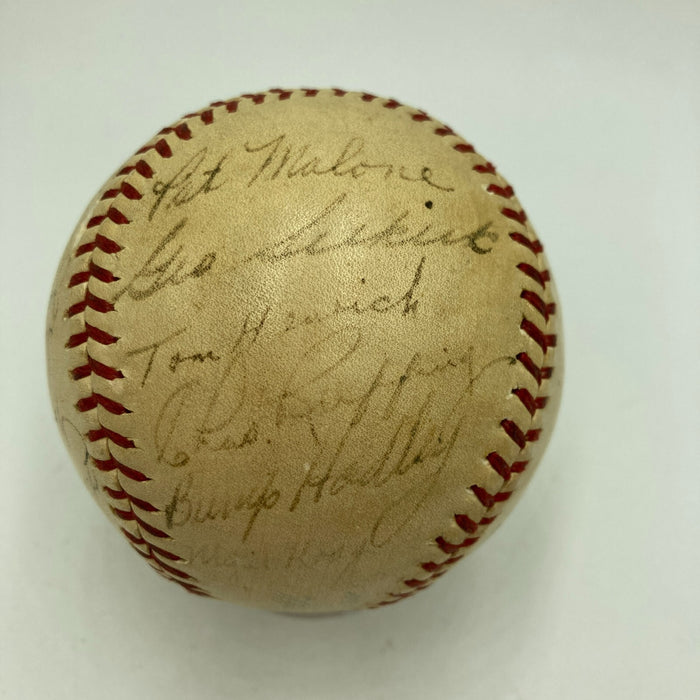 Pat Malone
Geo Selkirk
Tom Henrich
Chas. Ruffing
Bump Hadley